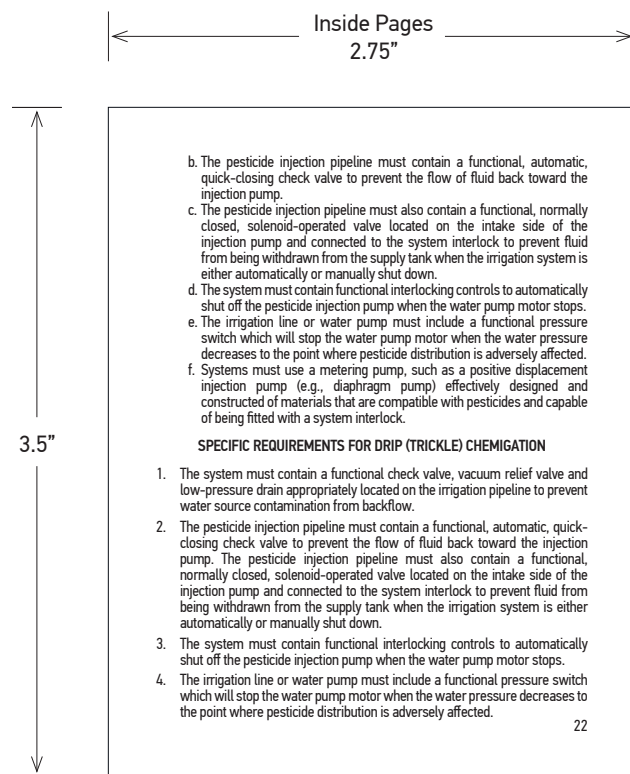 Inside Pages
2.75”
3.5”
b. The pesticide injection pipeline must contain a functional, automatic,
quick-closing check valve to prevent the flow of fluid back toward the
injection pump.
c. The pesticide injection pipeline must also contain a functional, normally
closed, solenoid-operated valve located on the intake side of the
injection pump and connected to the system interlock to prevent fluid
from being withdrawn from the supply tank when the irrigation system is
either automatically or manually shut down.
d. The system must contain functional interlocking controls to automatically
shut off the pesticide injection pump when the water pump motor stops.
e. The irrigation line or water pump must include a functional pressure
switch which will stop the water pump motor when the water pressure
decreases to the point where pesticide distribution is adversely affected.
f. Systems must use a metering pump, such as a positive displacement
injection pump (e.g., diaphragm pump) effectively designed and
constructed of materials that are compatible with pesticides and capable
of being fitted with a system interlock.
SPECIFIC REQUIREMENTS FOR DRIP (TRICKLE) CHEMIGATION
1. The system must contain a functional check valve, vacuum relief valve and
low-pressure drain appropriately located on the irrigation pipeline to prevent
water source contamination from backflow.
2. The pesticide injection pipeline must contain a functional, automatic, quick-
closing check valve to prevent the flow of fluid back toward the injection
pump. The pesticide injection pipeline must also contain a functional,
normally closed, solenoid-operated valve located on the intake side of the
injection pump and connected to the system interlock to prevent fluid from
being withdrawn from the supply tank when the irrigation system is either
automatically or manually shut down.
3. The system must contain functional interlocking controls to automatically
shut off the pesticide injection pump when the water pump motor stops.
4. The irrigation line or water pump must include a functional pressure switch
which will stop the water pump motor when the water pressure decreases to
the point where pesticide distribution is adversely affected.
22